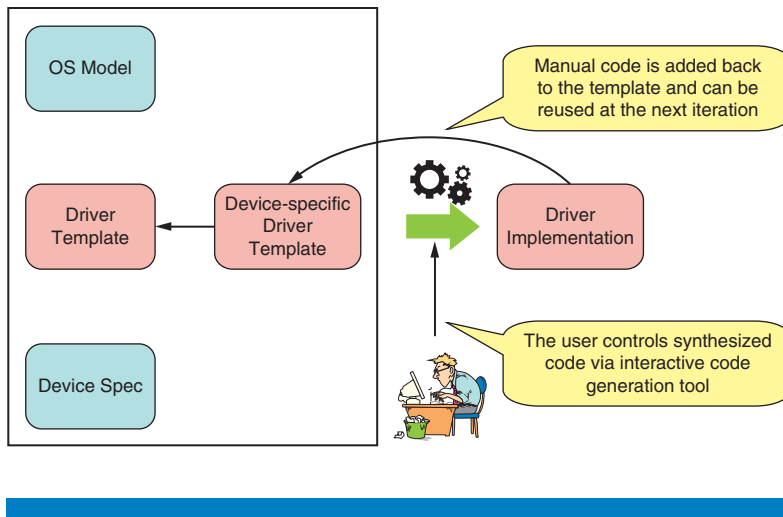 OS Model
Manual code is added back
to the template and can be
reused at the next iteration
Driver
Template
Device-specific
Driver
Template
Driver
Implementation
Device Spec
The user controls synthesized
code via interactive code
generation tool